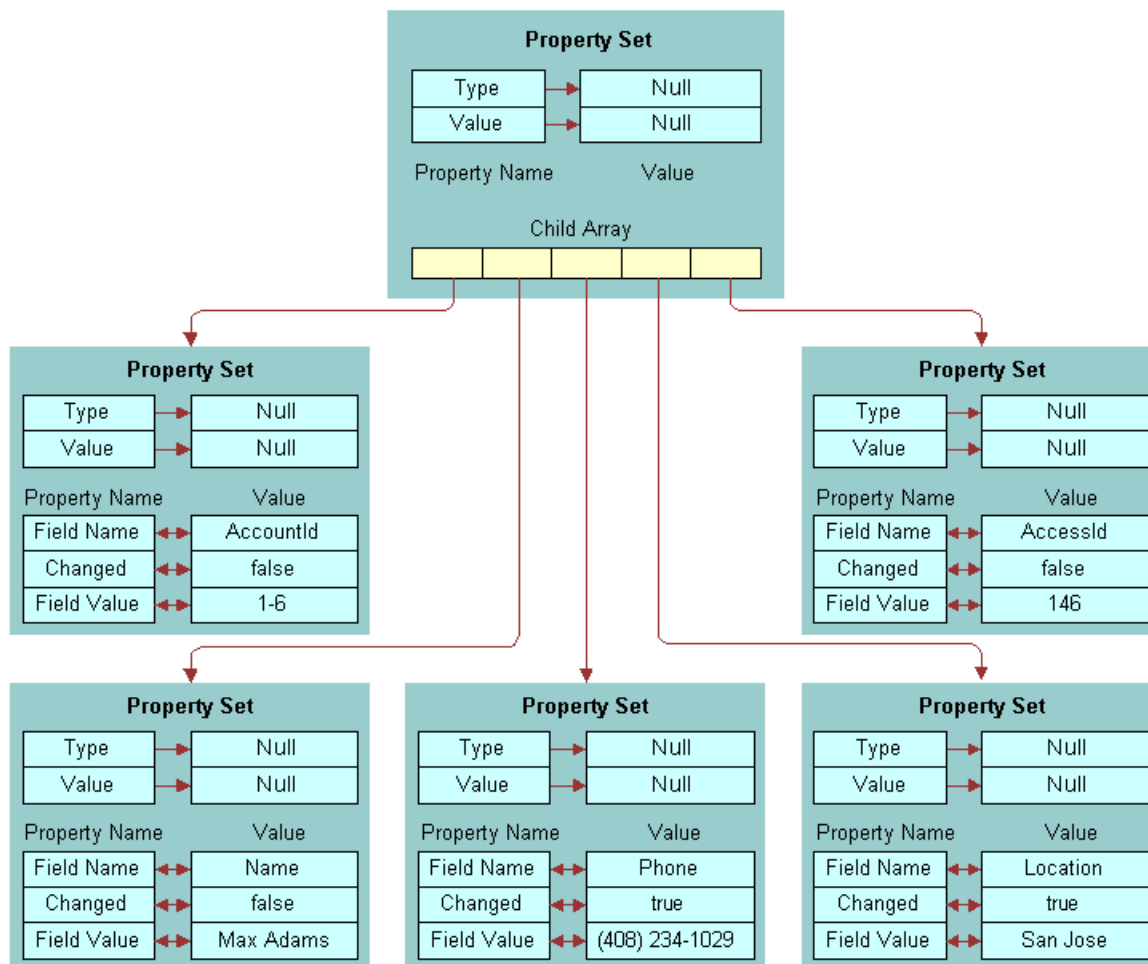 Property Set
Type Null
Value Null
Property Name Value
Child Array
Property Set
Type Null
Value Null
Property Name Value
Field Name AccountId
Changed false
Field Value 1-6
Property Set
Type Null
Value Null
Property Name Value
Field Name AccessId
Changed false
Field Value 146
Property Set
Type Null
Value Null
Property Name Value
Field Name Name
Changed false
Field Value Max Adams
Property Set
Type Null
Value Null
Property Name Value
Field Name Phone
Changed true
Field Value (408) 234-1029
Property Set
Type Null
Value Null
Property Name Value
Field Name Location
Changed true
Field Value San Jose